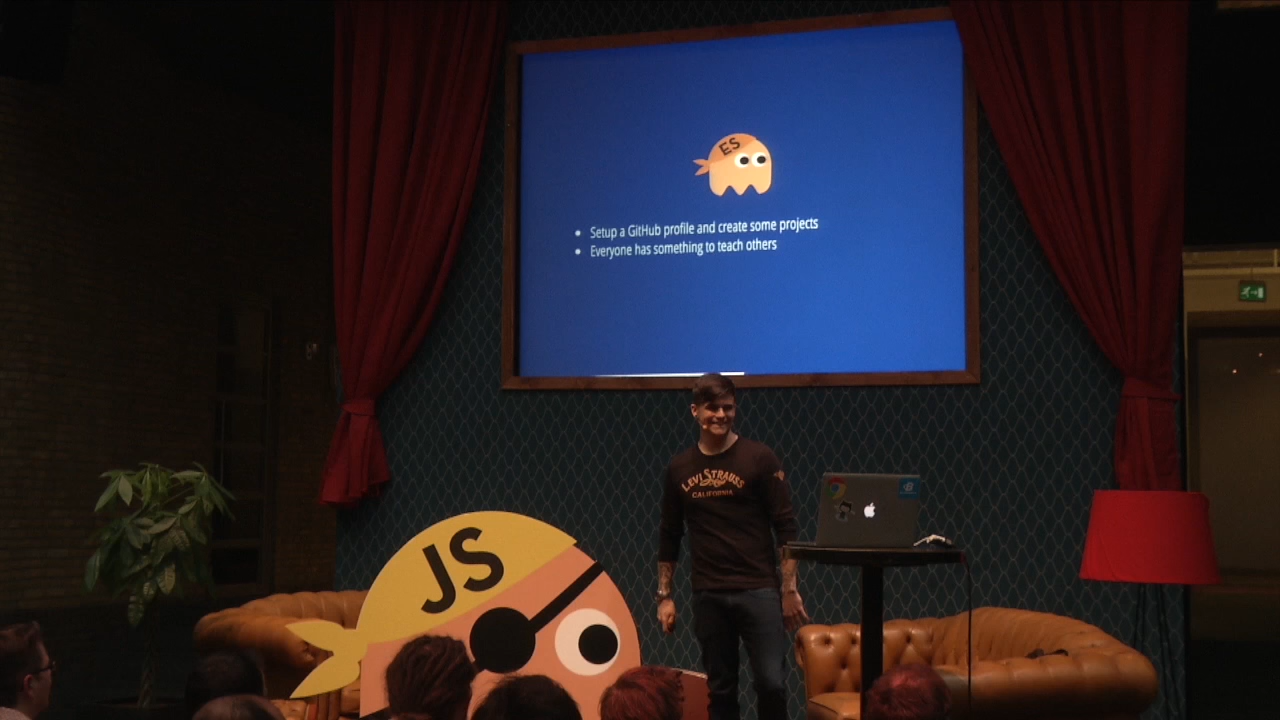 ES
• Setup a GitHub profile and create some projects
• Everyone has something to teach others
LEVI STRAUSS
CALIFORNIA
JS